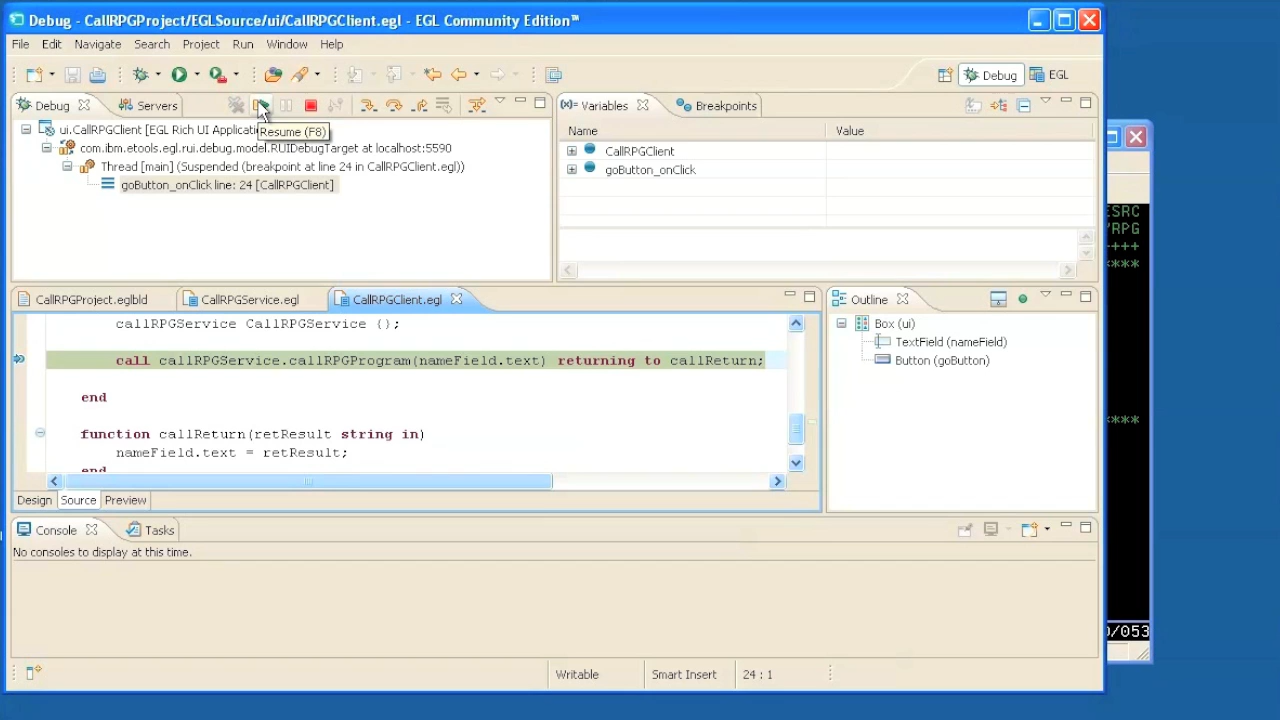 Debug - CallRPGProject/EGLSource/ui/CallRPGClient.egl - EGL Community Edition™
File Edit Navigate Search Project Run Window Help
Debug EGL
Debug Servers
(x)= Variables Breakpoints
ui.CallRPGClient [EGL Rich UI Applicati
Resume (F8)
com.ibm.etools.egl.rui.debug.model.RUIDebugTarget at localhost:5590
Thread [main] (Suspended (breakpoint at line 24 in CallRPGClient.egl))
goButton_onClick line: 24 [CallRPGClient]
Name Value
CallRPGClient
goButton_onClick
SRC
RPG
+++
****
CallRPGProject.eglbld CallRPGService.egl CallRPGClient.egl
callRPGService CallRPGService ();
call callRPGService.callRPGProgram(nameField.text) returning to callReturn;
end
function callReturn(retResult string in)
nameField.text = retResult;
end
Design Source Preview
Outline
Box (ui)
TextField (nameField)
Button (goButton)
****
Console Tasks
No consoles to display at this time.
/053
Writable Smart Insert 24 : 1